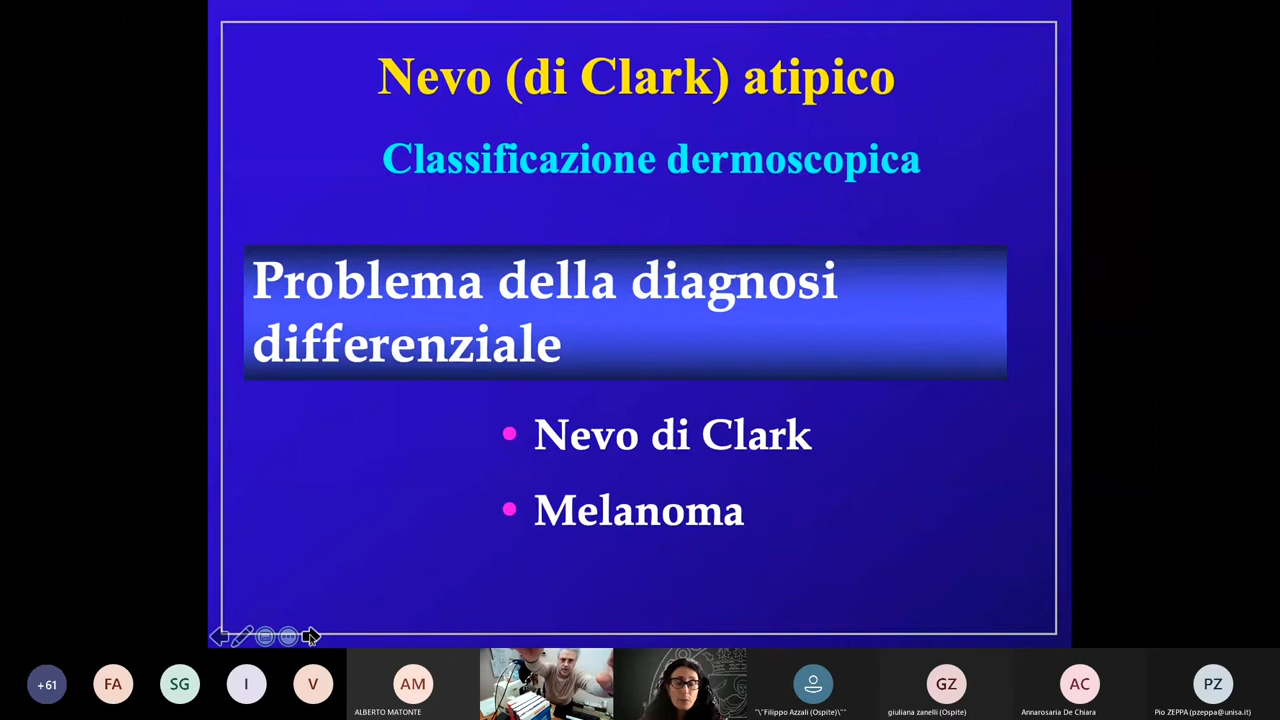 Nevo (di Clark) atipico
Classificazione dermoscopica
Problema della diagnosi
differenziale
• Nevo di Clark
• Melanoma
+61
FA
SG
I
V
AM
ALBERTO MATONTE
"\"Filippo Azzali (Ospite)\""
GZ
giuliana zanelli (Ospite)
AC
Annarosaria De Chiara
PZ
Pio ZEPPA (pzeppa@unisa.it)